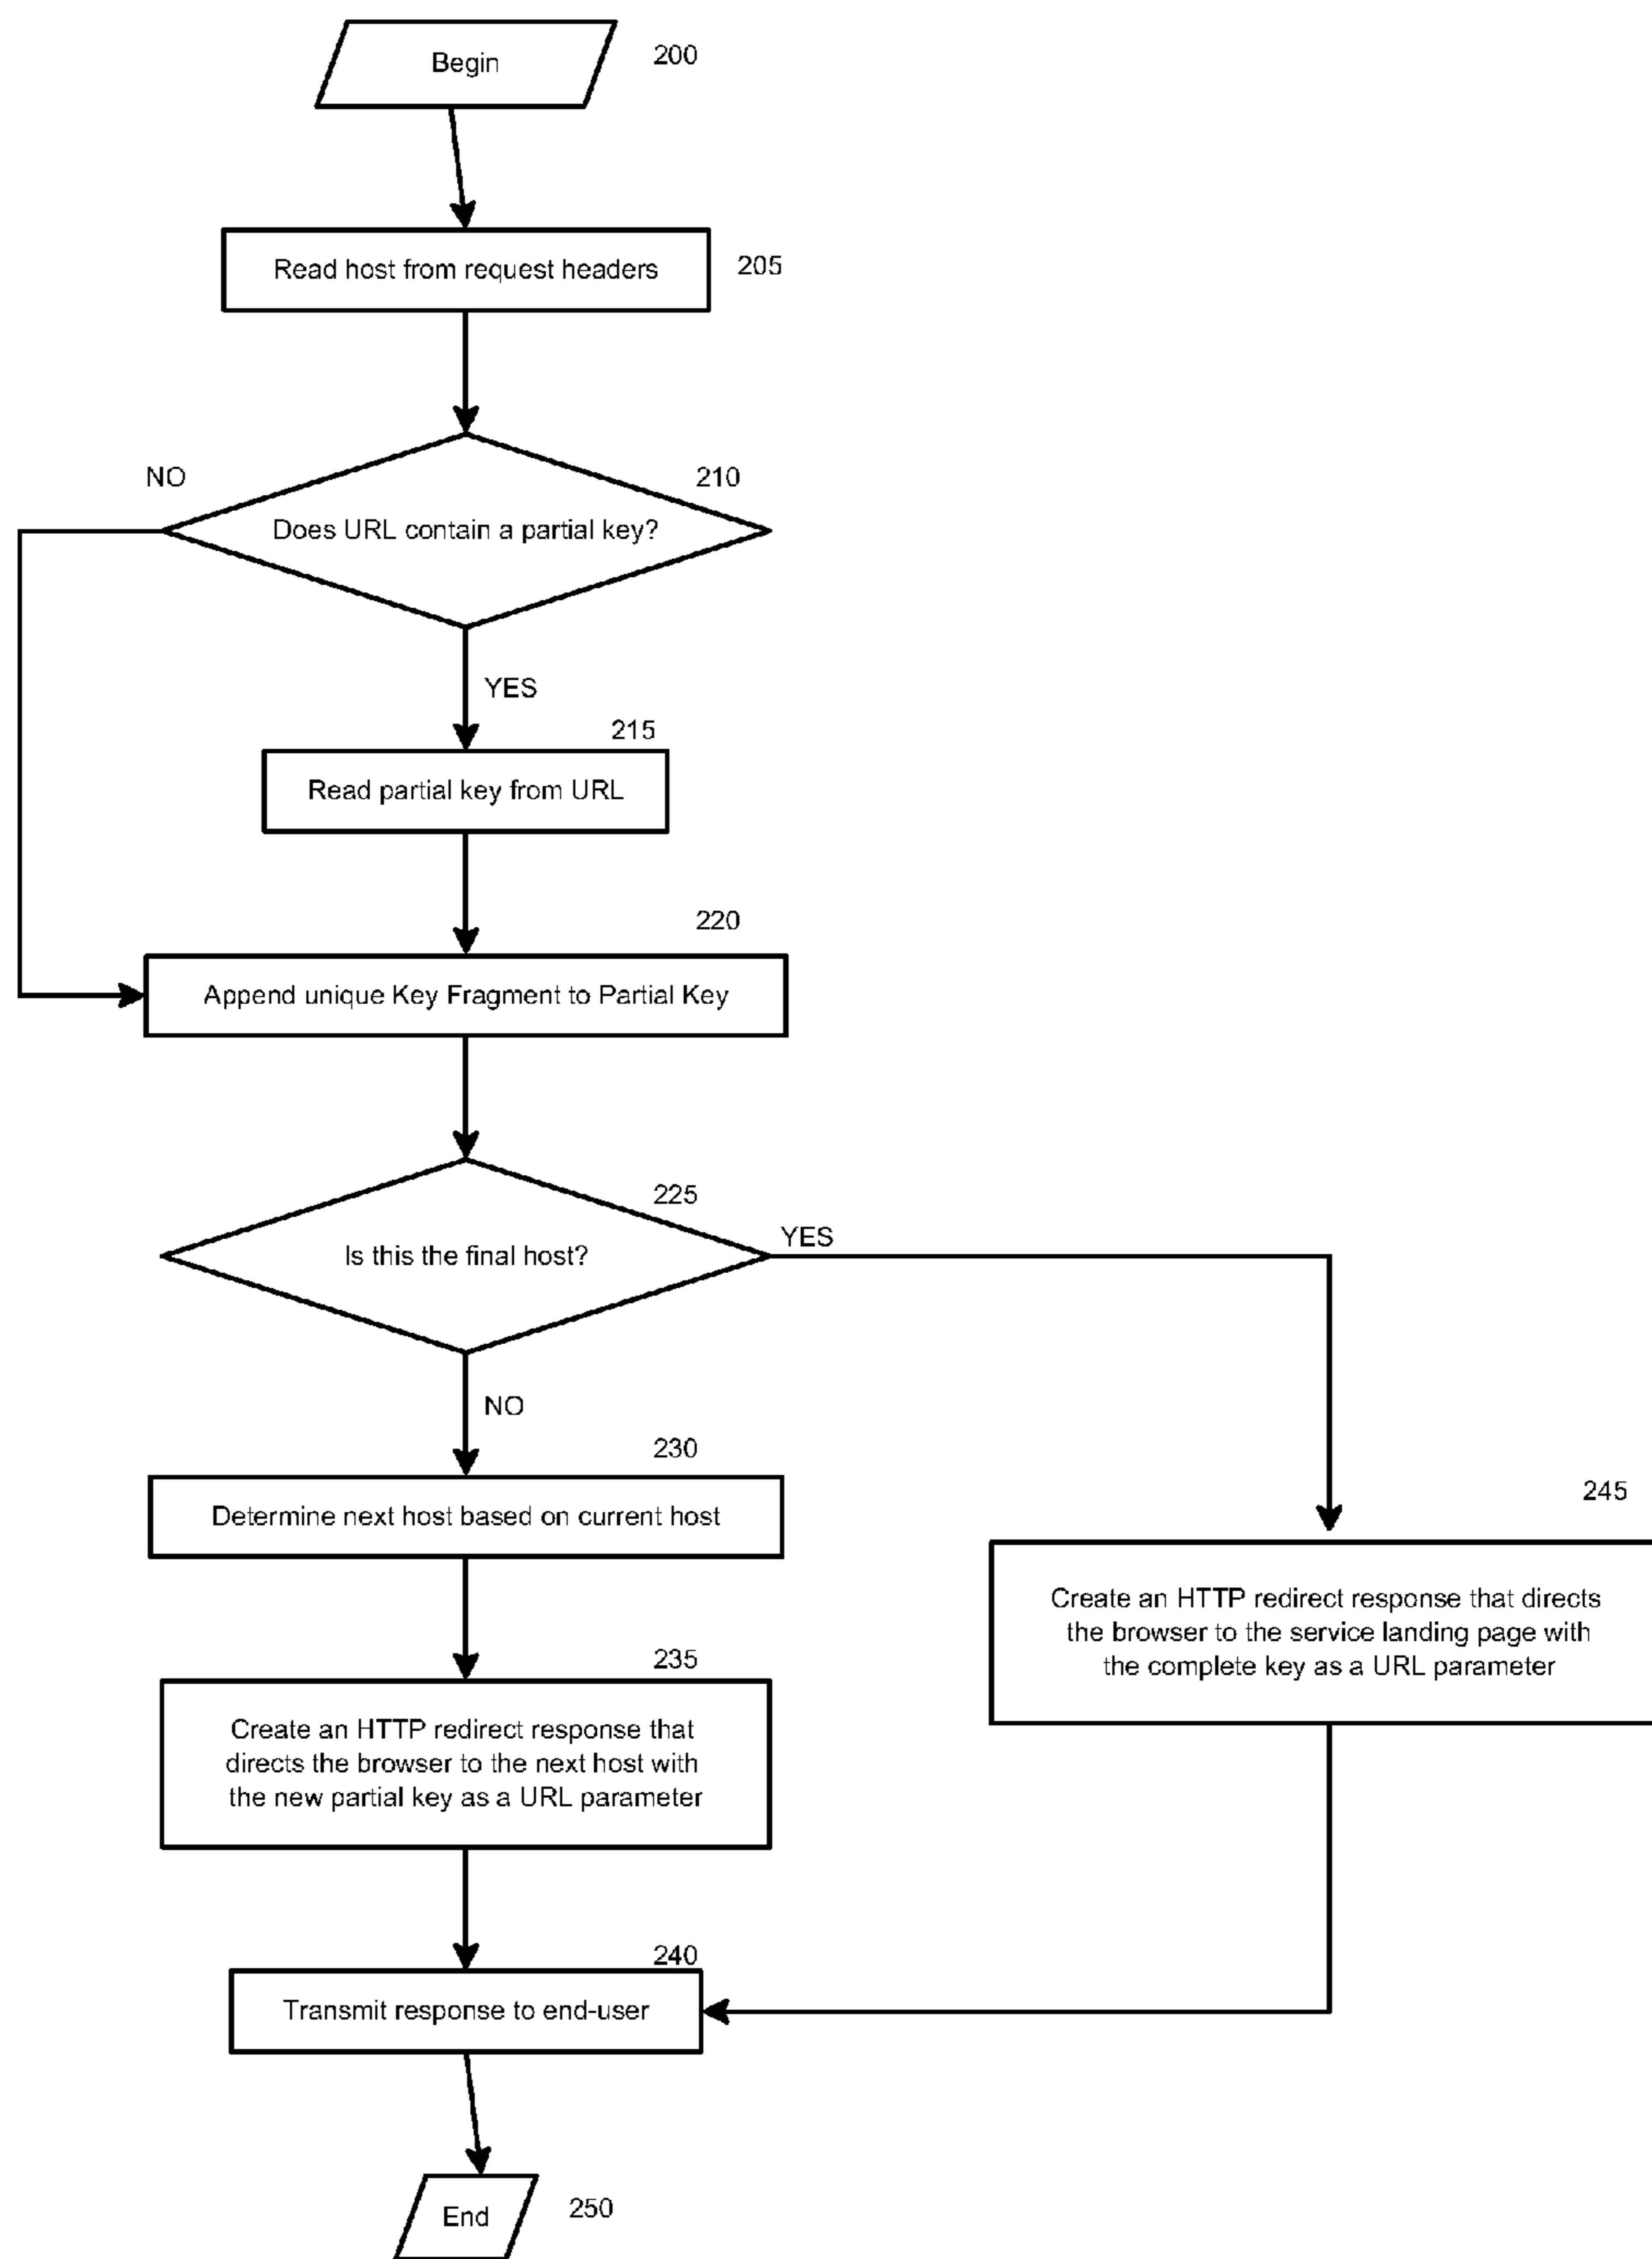 Begin
200
Read host from request headers
205
NO
210
Does URL contain a partial key?
YES
215
Read partial key from URL
220
Append unique Key Fragment to Partial Key
225
YES
Is this the final host?
NO
230
Determine next host based on current host
245
Create an HTTP redirect response that directs
the browser to the service landing page with
the complete key as a URL parameter
235
Create an HTTP redirect response that
directs the browser to the next host with
the new partial key as a URL parameter
240
Transmit response to end-user
End
250